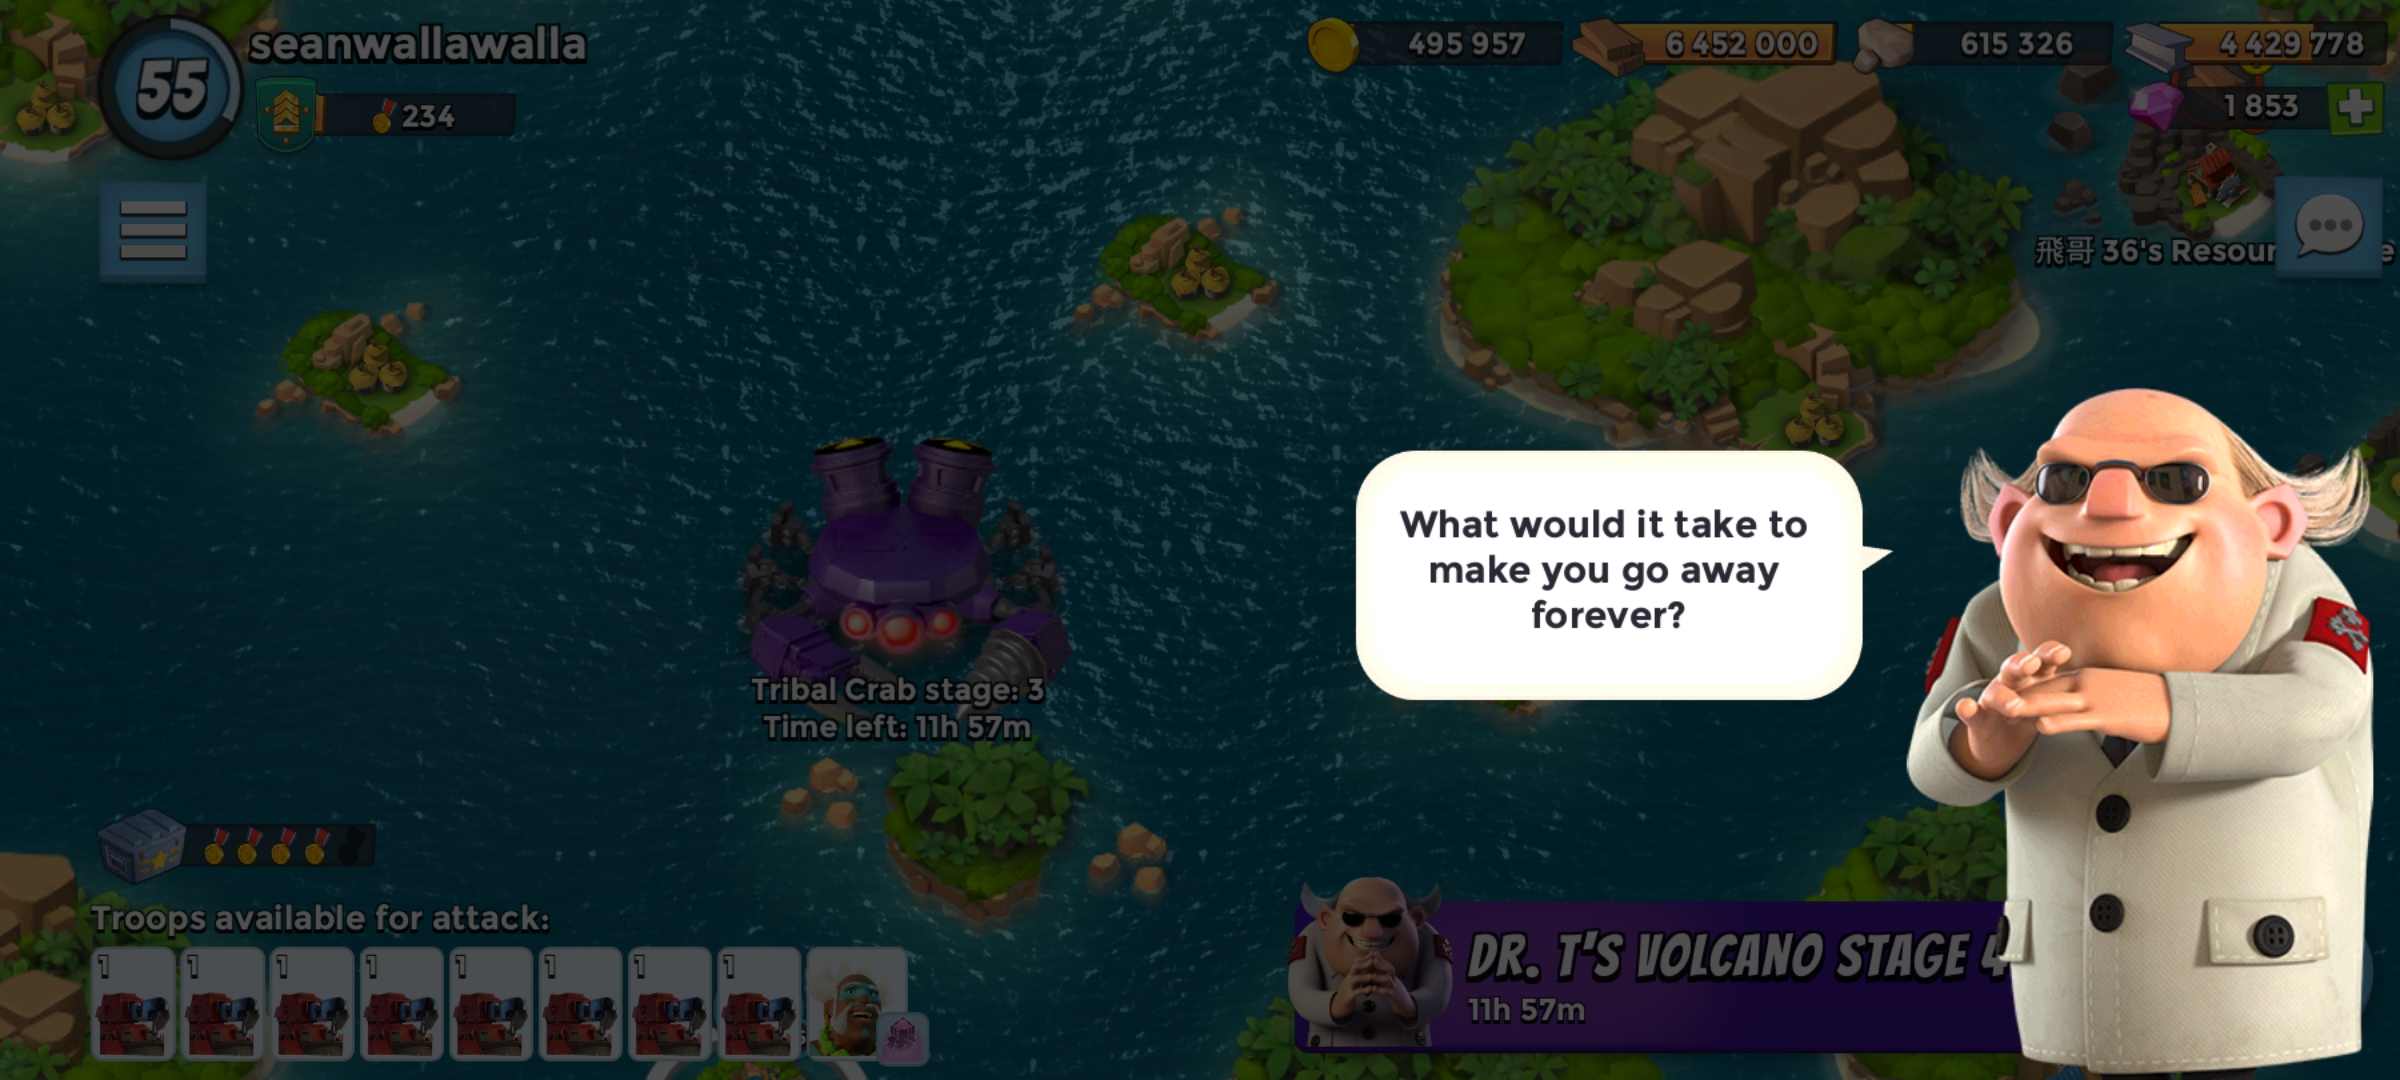 55
seanwallawalla
234
495 957
6 452 000
615 326
4 429 778
1 853
飛哥 36's Resour
What would it take to
make you go away
forever?
Tribal Crab stage: 3
Time left: 11h 57m
Troops available for attack:
1 1 1 1 1 1 1 1
DR. T'S VOLCANO STAGE 4
11h 57m